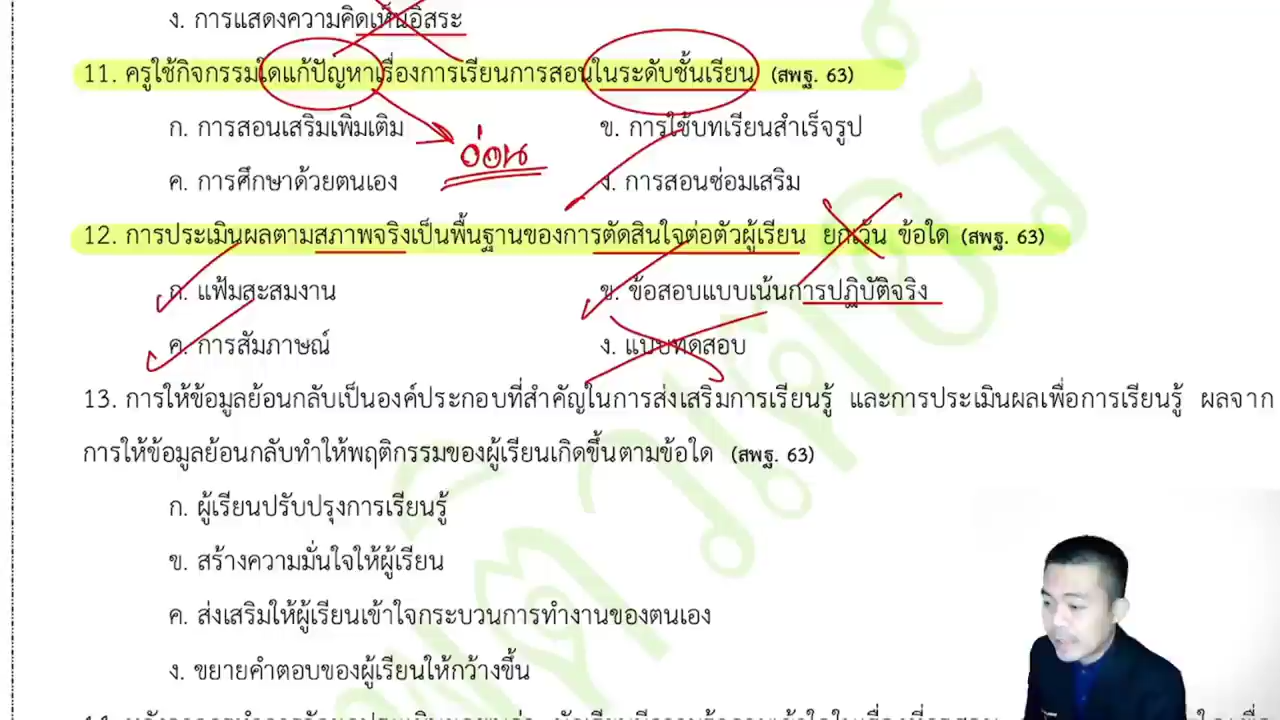 ง. การแสดงความคิดเห็นอิสระ
11. ครูใช้กิจกรรมใดแก้ปัญหาเรื่องการเรียนการสอนในระดับชั้นเรียน (สพฐ. 63)
ก. การสอนเสริมเพิ่มเติม ข. การใช้บทเรียนสำเร็จรูป
อ่อน
ค. การศึกษาด้วยตนเอง ง. การสอนซ่อมเสริม
12. การประเมินผลตามสภาพจริงเป็นพื้นฐานของการตัดสินใจต่อตัวผู้เรียน ยกเว้น ข้อใด (สพฐ. 63)
ก. แฟ้มสะสมงาน ข. ข้อสอบแบบเน้นการปฏิบัติจริง
ค. การสัมภาษณ์ ง. แบบทดสอบ
13. การให้ข้อมูลย้อนกลับเป็นองค์ประกอบที่สำคัญในการส่งเสริมการเรียนรู้ และการประเมินผลเพื่อการเรียนรู้ ผลจาก
การให้ข้อมูลย้อนกลับทำให้พฤติกรรมของผู้เรียนเกิดขึ้นตามข้อใด (สพฐ. 63)
ก. ผู้เรียนปรับปรุงการเรียนรู้
ข. สร้างความมั่นใจให้ผู้เรียน
ค. ส่งเสริมให้ผู้เรียนเข้าใจกระบวนการทำงานของตนเอง
ง. ขยายคำตอบของผู้เรียนให้กว้างขึ้น